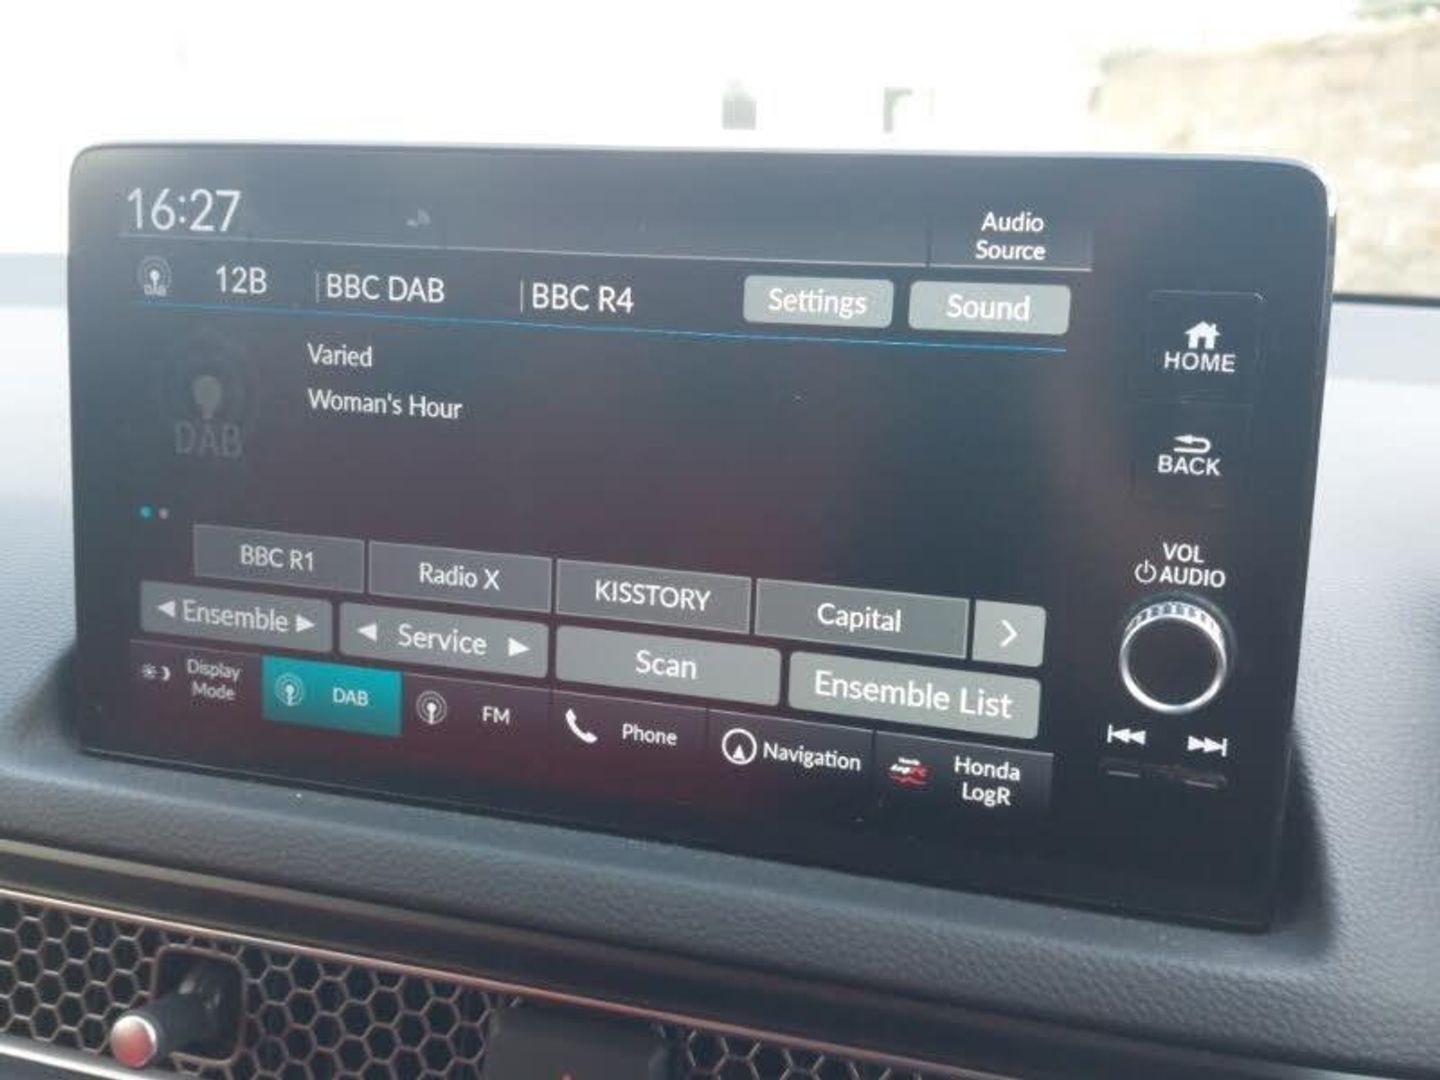 16:27
Audio
Source
DAB
12B
BBC DAB
BBC R4
Settings
Sound
Varied
Woman's Hour
DAB
HOME
BACK
VOL
AUDIO
BBC R1
Radio X
KISSTORY
Capital
Ensemble
Service
Scan
Ensemble List
Display
Mode
DAB
FM
Phone
Navigation
Honda
LogR